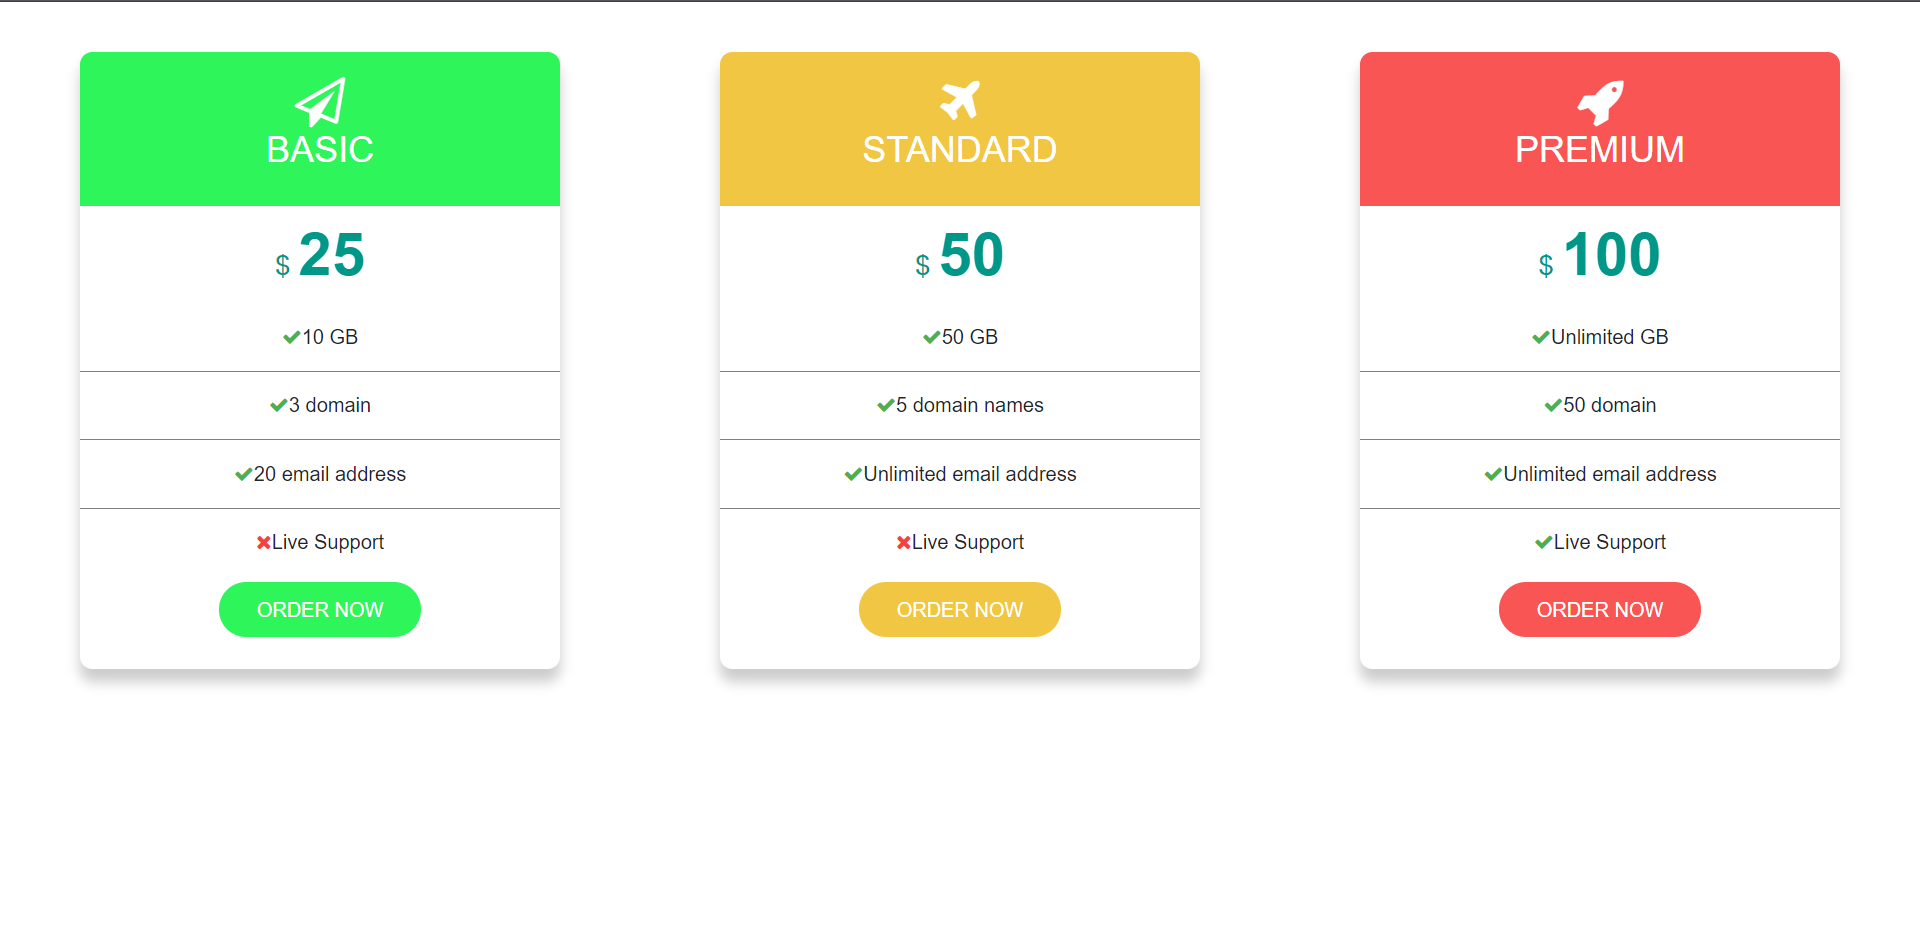 BASIC
$ 25
10 GB
3 domain
20 email address
Live Support
ORDER NOW
STANDARD
$ 50
50 GB
5 domain names
Unlimited email address
Live Support
ORDER NOW
PREMIUM
$ 100
Unlimited GB
50 domain
Unlimited email address
Live Support
ORDER NOW